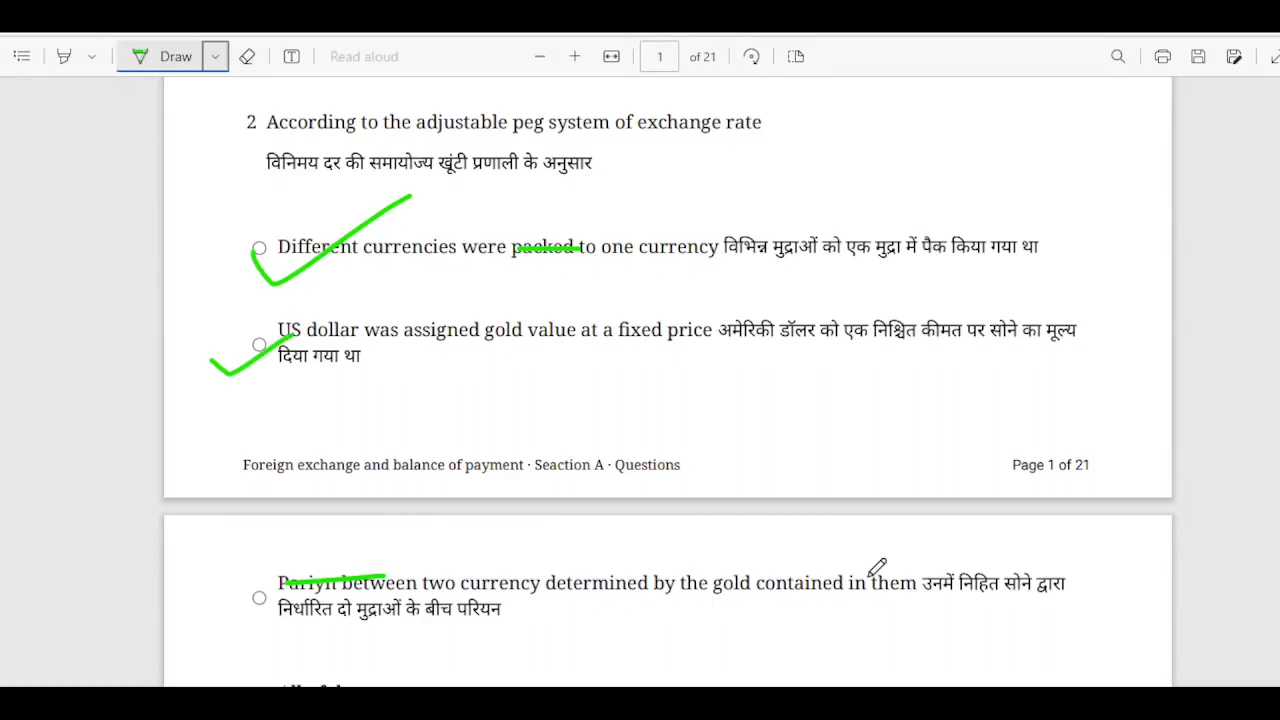 Draw
Read aloud
1
of 21
2 According to the adjustable peg system of exchange rate
विनिमय दर की समायोज्य खूंटी प्रणाली के अनुसार
Different currencies were packed to one currency विभिन्न मुद्राओं को एक मुद्रा में पैक किया गया था
US dollar was assigned gold value at a fixed price अमेरिकी डॉलर को एक निश्चित कीमत पर सोने का मूल्य
दिया गया था
Foreign exchange and balance of payment · Seaction A · Questions
Page 1 of 21
Pariyn between two currency determined by the gold contained in them उनमें निहित सोने द्वारा
निर्धारित दो मुद्राओं के बीच परियन